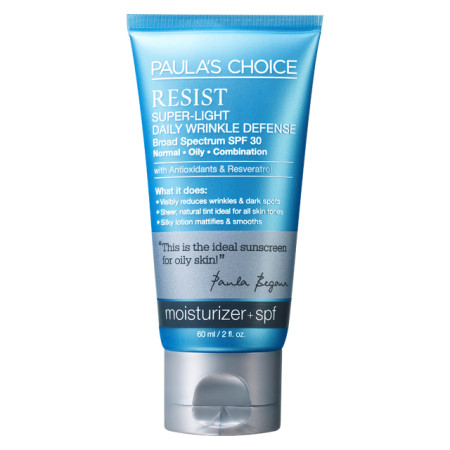 PAULA'S CHOICE
RESIST
SUPER-LIGHT
DAILY WRINKLE DEFENSE
Broad Spectrum SPF 30
Normal • Oily • Combination
with Antioxidants & Resveratrol
What it does:
• Visibly reduces wrinkles & dark spots
• Sheer, natural tint ideal for all skin tones
• Silky lotion mattifies & smooths
"This is the ideal sunscreen
for oily skin!"
Paula Begoun
moisturizer + spf
60 ml / 2 fl. oz.